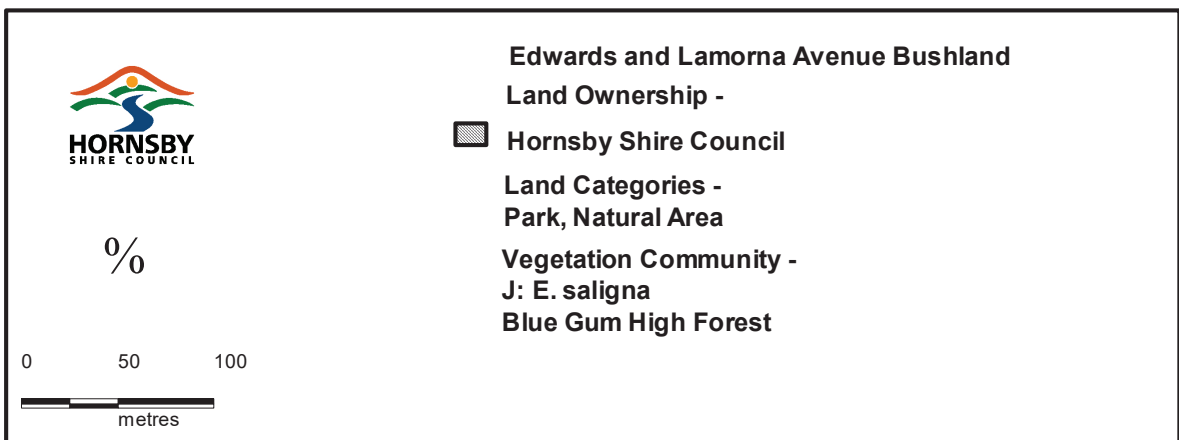 HORNSBY
SHIRE COUNCIL
%
0 50 100
metres
Edwards and Lamorna Avenue Bushland
Land Ownership -
Hornsby Shire Council
Land Categories -
Park, Natural Area
Vegetation Community -
J: E. saligna
Blue Gum High Forest